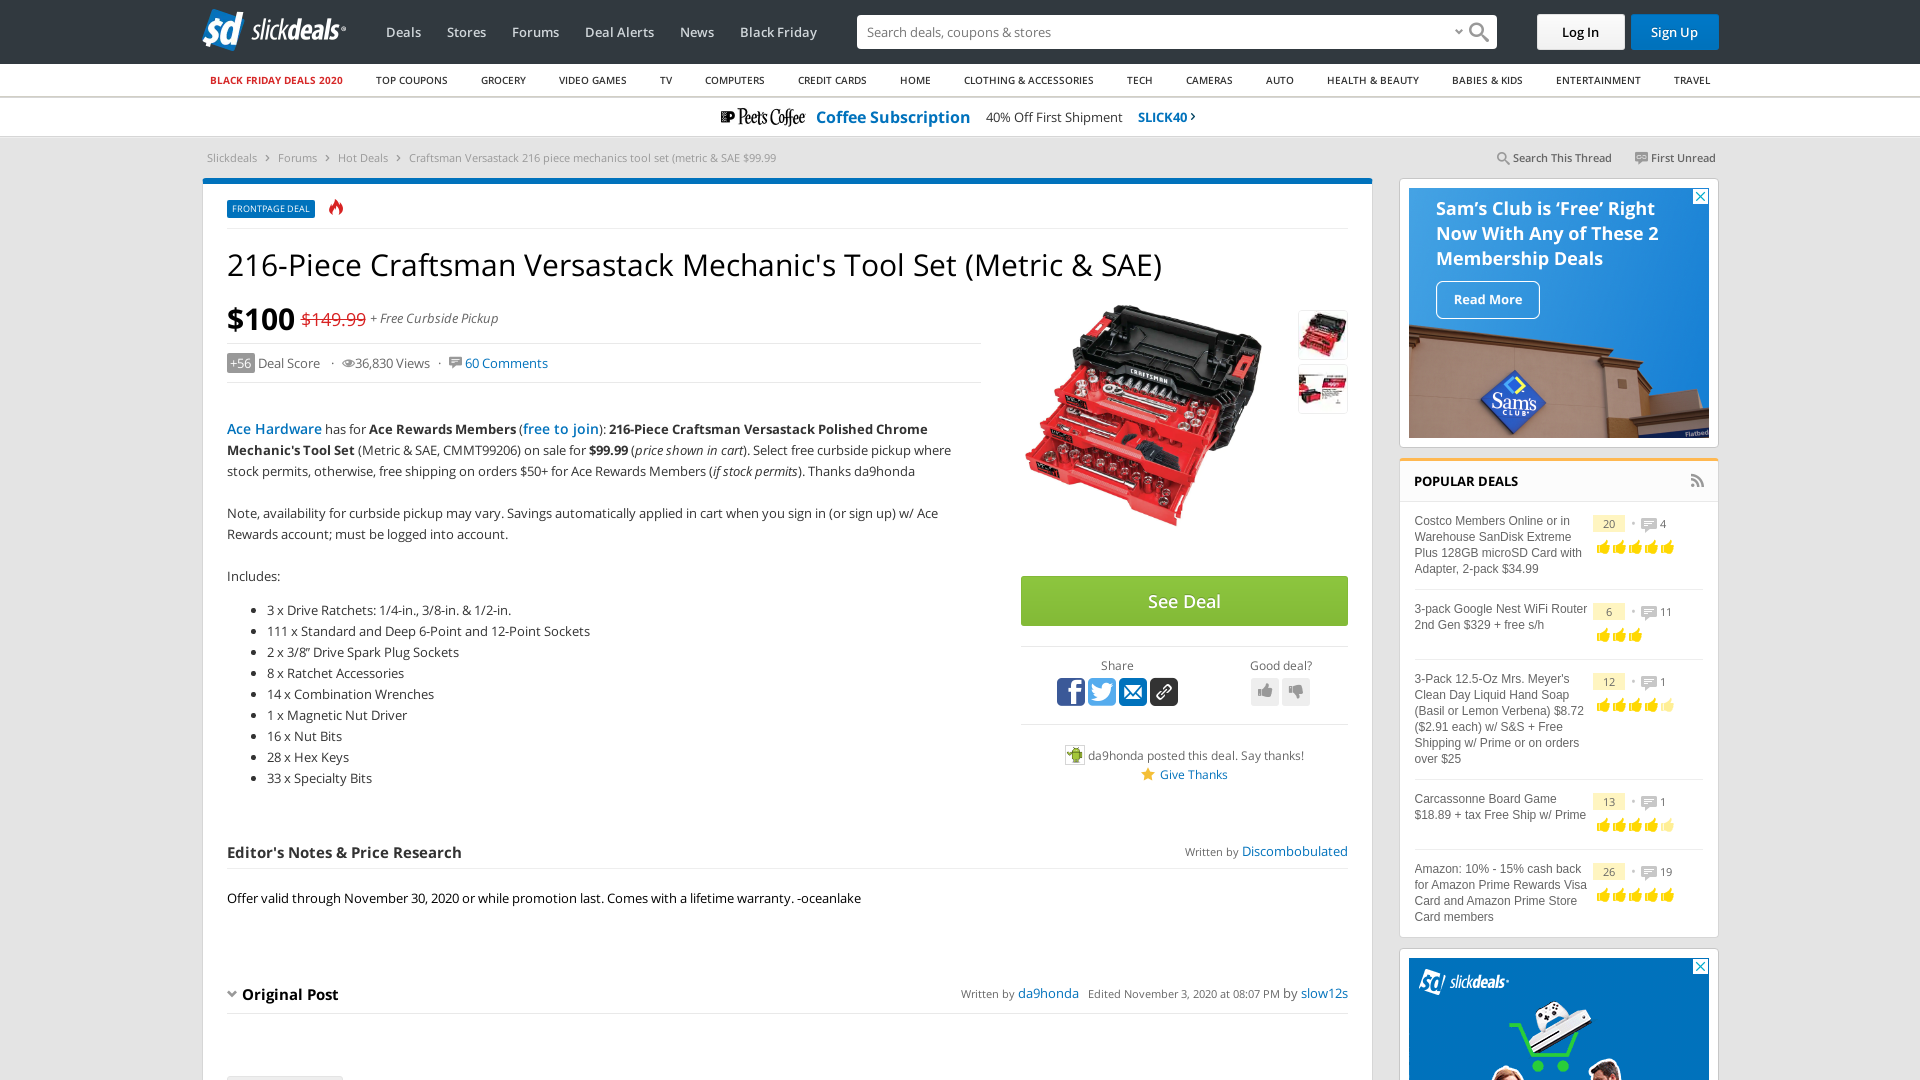 slickdeals
Deals Stores Forums Deal Alerts News Black Friday
Search deals, coupons & shopping
Log In
Sign Up
BLACK FRIDAY DEALS 2020 TOP COUPONS GROCERY VIDEO GAMES TV COMPUTERS CREDIT CARDS HOME CLOTHING & ACCESSORIES TECH CAMERAS AUTO HEALTH & BEAUTY BABIES & KIDS ENTERTAINMENT TRAVEL
Peet's Coffee Coffee Subscription 40% Off First Shipment SLICK40
Slickdeals Forums Hot Deals Craftsman Versastack 216 piece mechanics tool set (metric & SAE $99.99
Search This Thread First Unread
FRONTPAGE DEAL
216-Piece Craftsman Versastack Mechanic's Tool Set (Metric & SAE)
$100 $149.99 + Free Curbside Pickup
+56 Deal Score · 36,830 Views · 60 Comments
Ace Hardware has for Ace Rewards Members (free to join): 216-Piece Craftsman Versastack Polished Chrome
Mechanic's Tool Set (Metric & SAE, CMMT99206) on sale for $99.99 (price shown in cart). Select free curbside pickup where
stock permits, otherwise, free shipping on orders $50+ for Ace Rewards Members (if stock permits). Thanks da9honda
Note, availability for curbside pickup may vary. Savings automatically applied in cart when you sign in (or sign up) w/ Ace
Rewards account; must be logged into account.
Includes:
3 x Drive Ratchets: 1/4-in., 3/8-in. & 1/2-in.
111 x Standard and Deep 6-Point and 12-Point Sockets
2 x 3/8” Drive Spark Plug Sockets
8 x Ratchet Accessories
14 x Combination Wrenches
1 x Magnetic Nut Driver
16 x Nut Bits
28 x Hex Keys
33 x Specialty Bits
CRAFTSMAN
See Deal
Share
Good deal?
da9honda posted this deal. Say thanks!
Give Thanks
Editor's Notes & Price Research
Written by Discombobulated
Offer valid through November 30, 2020 or while promotion last. Comes with a lifetime warranty. -oceanlake
Original Post
Written by da9honda Edited November 3, 2020 at 08:07 PM by slow12s
Sam's Club is ‘Free’ Right
Now With Any of These 2
Membership Deals
Read More
Sam's
CLUB
Flatbed
POPULAR DEALS
Costco Members Online or in
Warehouse SanDisk Extreme
Plus 128GB microSD Card with
Adapter, 2-pack $34.99
20 • 4
3-pack Google Nest WiFi Router
2nd Gen $329 + free s/h
6 • 11
3-Pack 12.5-Oz Mrs. Meyer's
Clean Day Liquid Hand Soap
(Basil or Lemon Verbena) $8.72
($2.91 each) w/ S&S + Free
Shipping w/ Prime or on orders
over $25
12 • 1
Carcassonne Board Game
$18.89 + tax Free Ship w/ Prime
13 • 1
Amazon: 10% - 15% cash back
for Amazon Prime Rewards Visa
Card and Amazon Prime Store
Card members
26 • 19
slickdeals